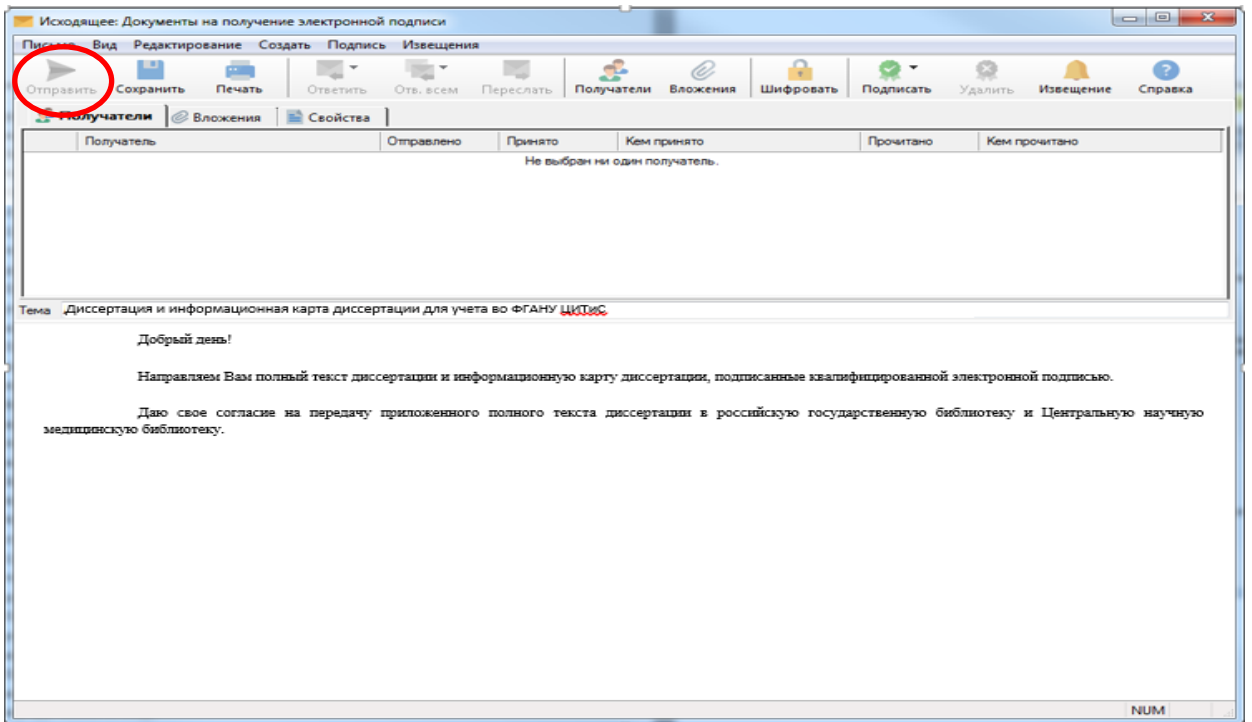 Исходящее: Документы на получение электронной подписи
Письмо Вид Редактирование Создать Подпись Извещения
Отправить Сохранить Печать Ответить Отв. всем Переслать Получатели Вложения Шифровать Подписать Удалить Извещение Справка
Получатели Вложения Свойства
Получатель Отправлено Принято Кем принято Прочитано Кем прочитано
Не выбран ни один получатель.
Тема Диссертация и информационная карта диссертации для учета во ФГАНУ ЦИТиС
Добрый день!
Направляем Вам полный текст диссертации и информационную карту диссертации, подписанные квалифицированной электронной подписью.
Даю свое согласие на передачу приложенного полного текста диссертации в российскую государственную библиотеку и Центральную научную
медицинскую библиотеку.
NUM